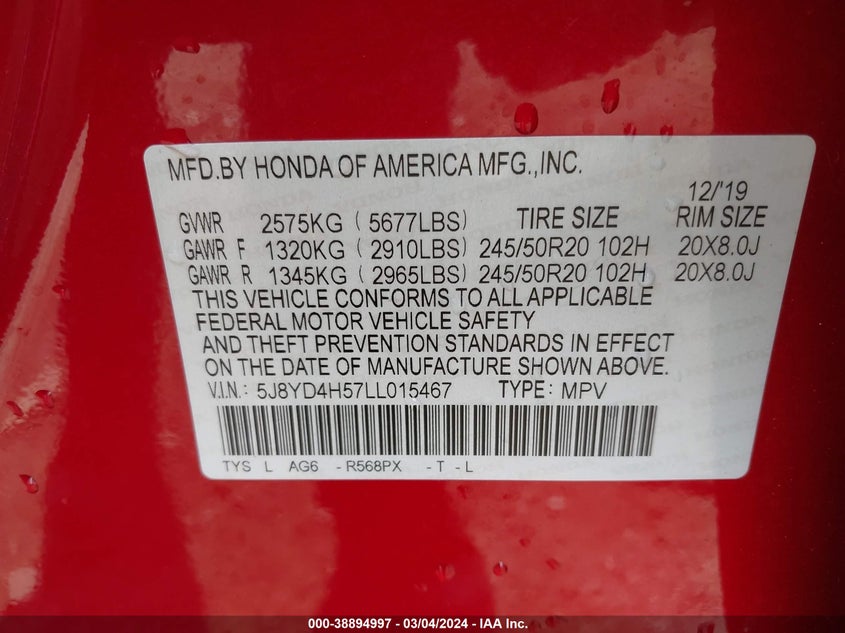 MFD.BY HONDA OF AMERICA MFG.,INC.
12/'19
GVWR 2575KG ( 5677LBS) TIRE SIZE RIM SIZE
GAWR F 1320KG ( 2910LBS) 245/50R20 102H 20X8.0J
GAWR R 1345KG ( 2965LBS) 245/50R20 102H 20X8.0J
THIS VEHICLE CONFORMS TO ALL APPLICABLE
FEDERAL MOTOR VEHICLE SAFETY
AND THEFT PREVENTION STANDARDS IN EFFECT
ON THE DATE OF MANUFACTURE SHOWN ABOVE.
V.I.N.: 5J8YD4H57LL015467 TYPE: MPV
TYS L AG6 -R568PX -T -L
000-38894997 - 03/04/2024 - IAA Inc.